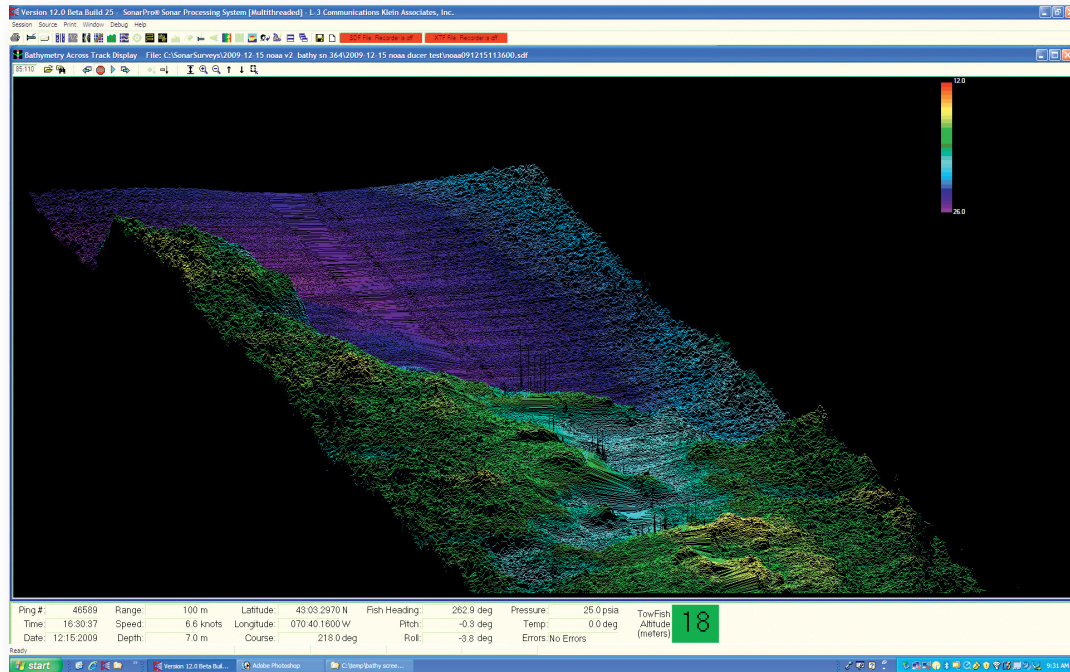 Version 12.0 Beta Build 25 - SonarPro® Sonar Processing System [Multithreaded] - L-3 Communications Klein Associates, Inc.
Session Source Print Window Debug Help
SDF File Recorder is off XTF File Recorder is off
Bathymetry Across Track Display File: C:\SonarSurveys\2009-12-15 noaa v2 bathy sn 364\2009-12-15 noaa ducer test\noaa091215113600.sdf
85:110
12.0
26.0
Ping #: 46589 Range: 100 m Latitude: 43:03.2970 N Fish Heading: 262.9 deg Pressure: 25.0 psia
Time: 16:30:37 Speed: 6.6 knots Longitude: 070:40.1600 W Pitch: -0.3 deg Temp: 0.0 deg
Date: 12:15:2009 Depth: 7.0 m Course: 218.0 deg Roll: -3.8 deg Errors: No Errors
TowFish Altitude (meters) 18
Ready
start Version 12.0 Beta Buil... Adobe Photoshop C:\temp\bathy scree... 9:31 AM